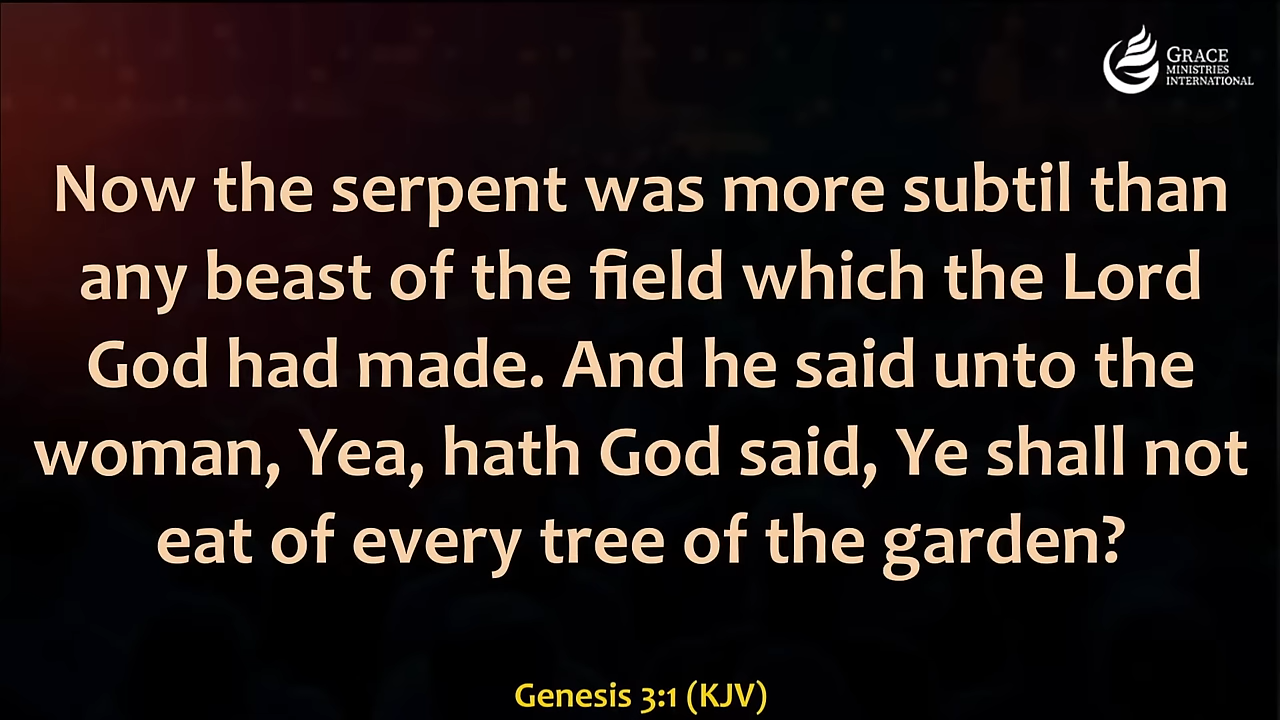 GRACE
MINISTRIES
INTERNATIONAL
Now the serpent was more subtil than
any beast of the field which the Lord
God had made. And he said unto the
woman, Yea, hath God said, Ye shall not
eat of every tree of the garden?
Genesis 3:1 (KJV)